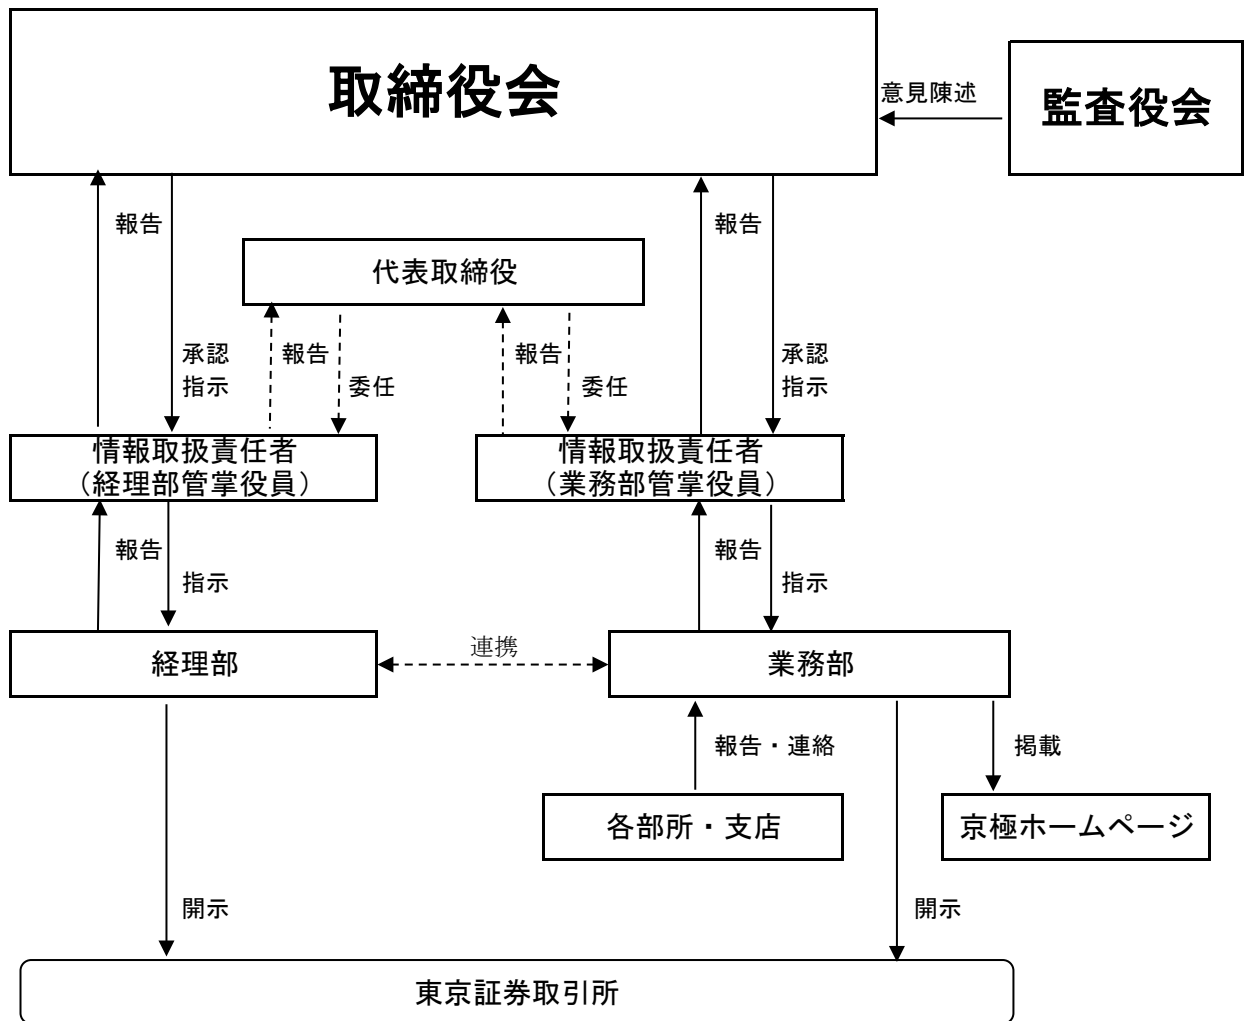 取締役会
意見陳述
監査役会
報告
報告
代表取締役
承認
指示
報告
委任
報告
委任
承認
指示
情報取扱責任者
（経理部管掌役員）
情報取扱責任者
（業務部管掌役員）
報告
指示
報告
指示
経理部
連携
業務部
報告・連絡
掲載
各部所・支店
京極ホームページ
開示
開示
東京証券取引所